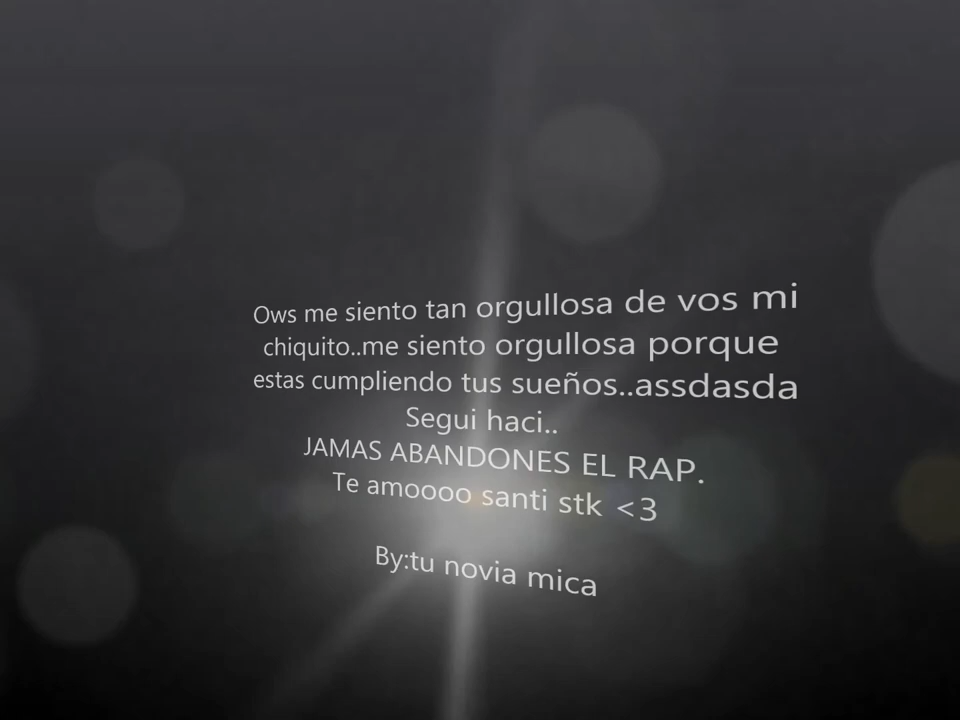 Ows me siento tan orgullosa de vos mi
chiquito..me siento orgullosa porque
estas cumpliendo tus sueños..assdasda
Segui haci..
JAMAS ABANDONES EL RAP.
Te amoooo santi stk <3
By:tu novia mica